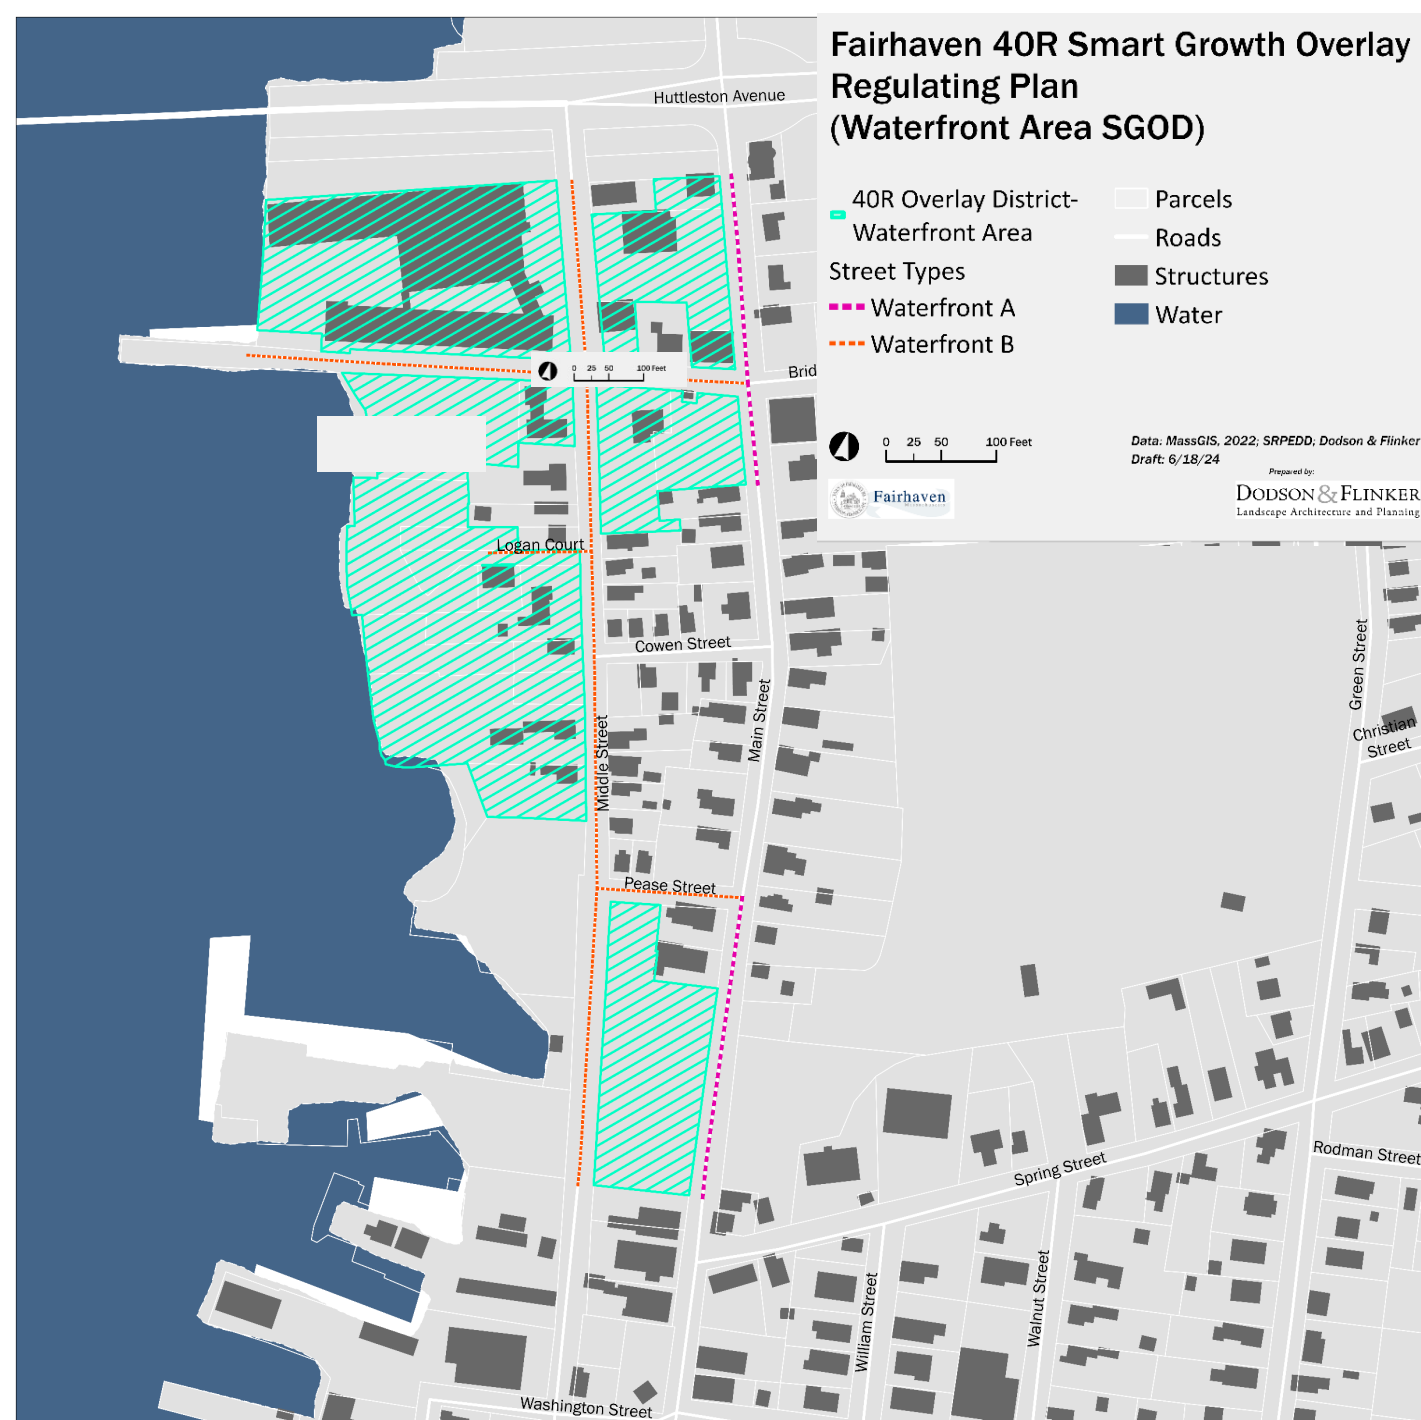 Fairhaven 40R Smart Growth Overlay
Regulating Plan
(Waterfront Area SGOD)
40R Overlay District-
Waterfront Area
Street Types
Waterfront A
Waterfront B
Parcels
Roads
Structures
Water
0 25 50 100 Feet
Data: MassGIS, 2022; SRPEDD; Dodson & Flinker
Draft: 6/18/24
Prepared by:
DODSON & FLINKER
Landscape Architecture and Planning
Fairhaven
Huttleston Avenue
Brid
0 25 50 100 Feet
Logan Court
Cowen Street
Main Street
Middle Street
Pease Street
Green Street
Christian
Street
Spring Street
Rodman Street
William Street
Walnut Street
Washington Street